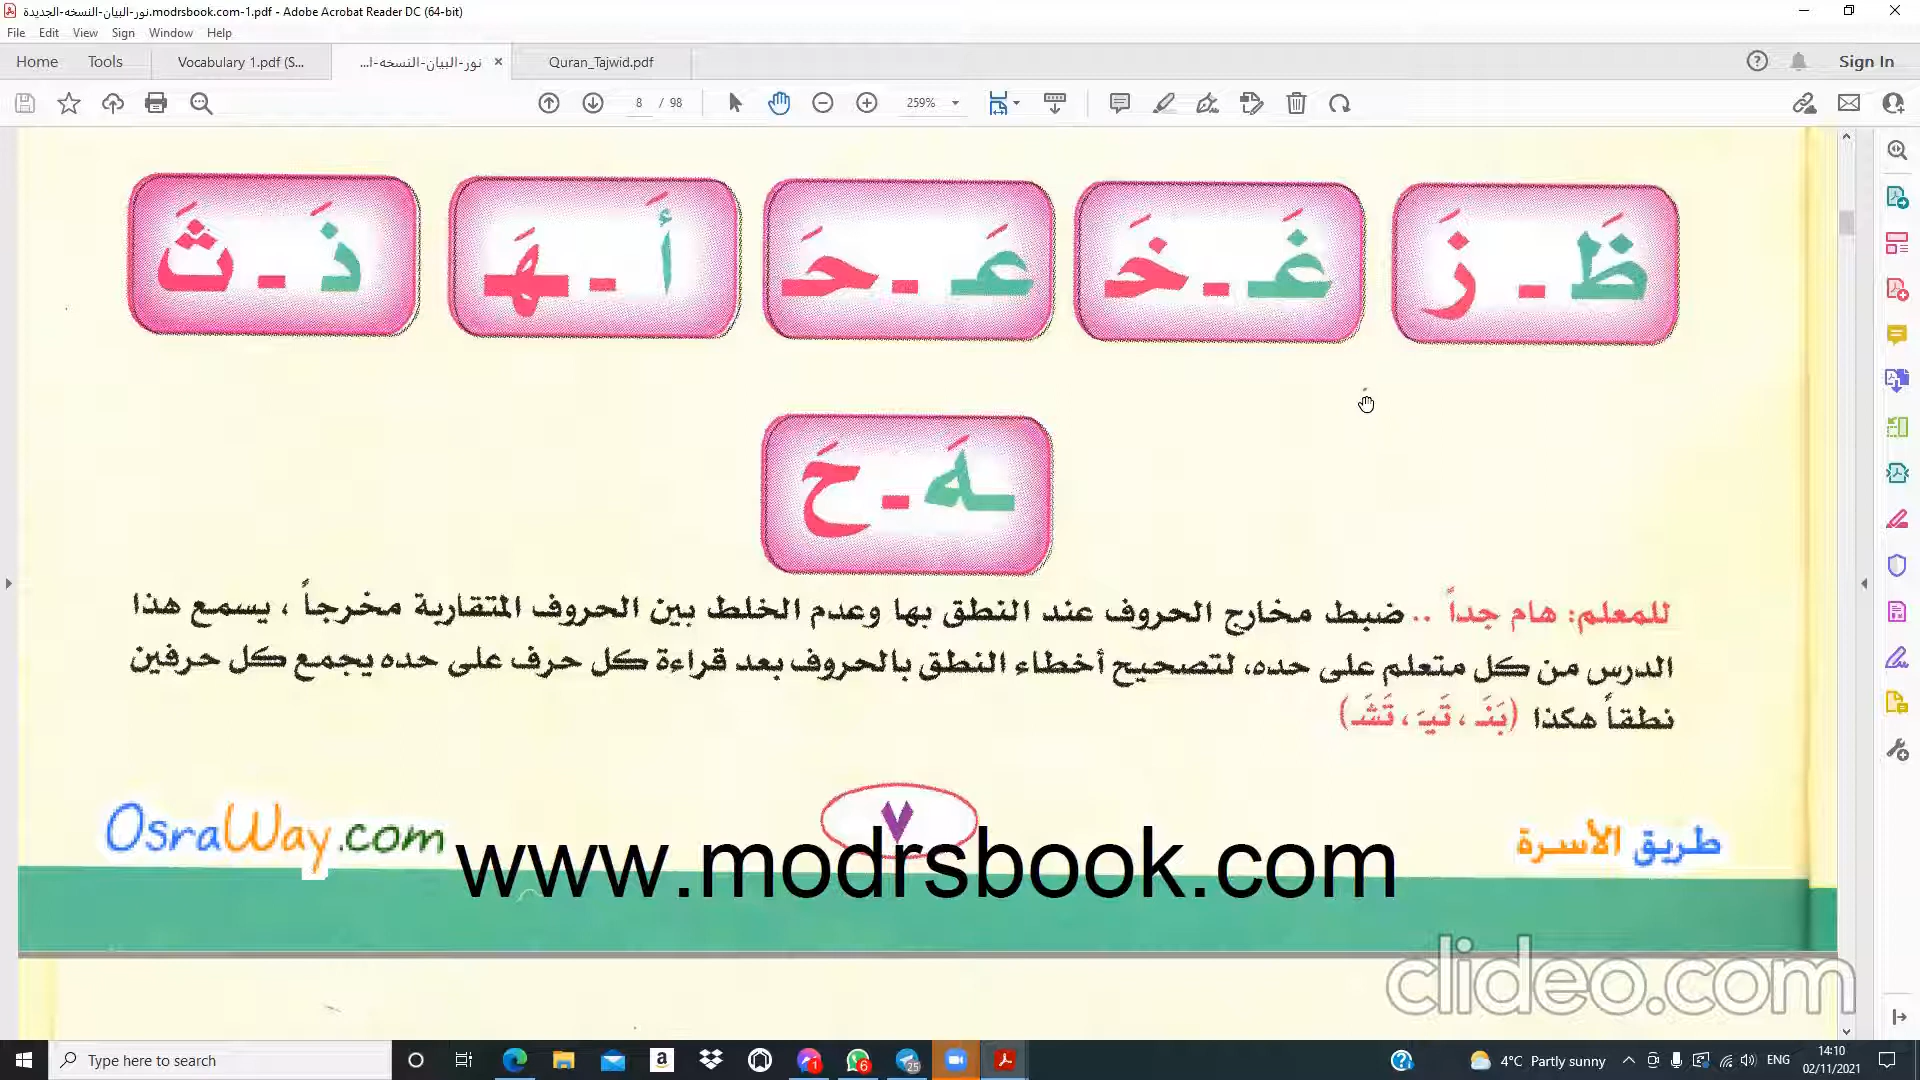 نور-البيان-النسخه-الجديدة.modrsbook.com-1.pdf - Adobe Acrobat Reader DC (64-bit)
File Edit View Sign Window Help
Home Tools Vocabulary 1.pdf (S... نور-البيان-النسخه-ا... × Quran_Tajwid.pdf Sign In
8 / 98 259%
ظَ - زَ غَـ - خَـ عَـ - حَـ أَ - هَـ ذَ - ثَ
ـهَ - حَ
للمعلم: هام جداً .. ضبط مخارج الحروف عند النطق بها وعدم الخلط بين الحروف المتقاربة مخرجاً ، يسمع هذا
الدرس من كل متعلم على حده، لتصحيح أخطاء النطق بالحروف بعد قراءة كل حرف على حده يجمع كل حرفين
نطقاً هكذا (بَنَـ ، تَيَـ ، تَشَـ)
٧
OsraWay.com
www.modrsbook.com
طريق الأسرة
clideo.com
Type here to search
1 6 25
4°C Partly sunny ENG 14:10
02/11/2021